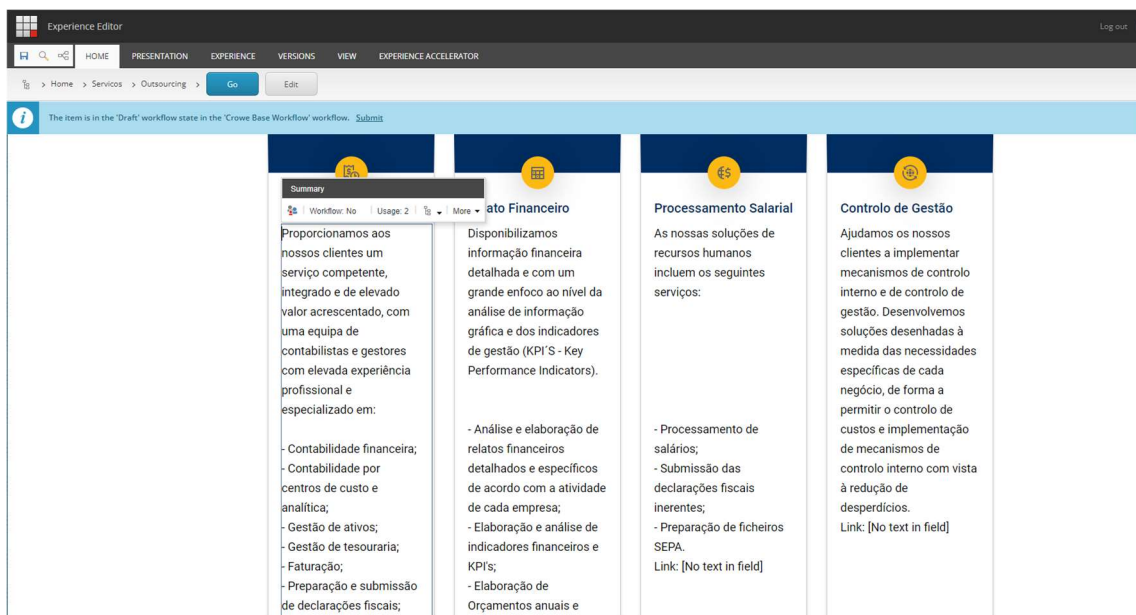 Experience Editor
Log out
HOME
PRESENTATION
EXPERIENCE
VERSIONS
VIEW
EXPERIENCE ACCELERATOR
> Home > Servicos > Outsourcing >
Go
Edit
The item is in the 'Draft' workflow state in the 'Crowe Base Workflow' workflow. Submit
Summary
Workflow: No
Usage: 2
More
Proporcionamos aos
nossos clientes um
serviço competente,
integrado e de elevado
valor acrescentado, com
uma equipa de
contabilistas e gestores
com elevada experiência
profissional e
especializado em:
- Contabilidade financeira;
- Contabilidade por
centros de custo e
analítica;
- Gestão de ativos;
- Gestão de tesouraria;
- Faturação;
- Preparação e submissão
de declarações fiscais;
ato Financeiro
Disponibilizamos
informação financeira
detalhada e com um
grande enfoco ao nível da
análise de informação
gráfica e dos indicadores
de gestão (KPI´S - Key
Performance Indicators).
- Análise e elaboração de
relatos financeiros
detalhados e específicos
de acordo com a atividade
de cada empresa;
- Elaboração e análise de
indicadores financeiros e
KPI's;
- Elaboração de
Orçamentos anuais e
Processamento Salarial
As nossas soluções de
recursos humanos
incluem os seguintes
serviços:
- Processamento de
salários;
- Submissão das
declarações fiscais
inerentes;
- Preparação de ficheiros
SEPA.
Link: [No text in field]
Controlo de Gestão
Ajudamos os nossos
clientes a implementar
mecanismos de controlo
interno e de controlo de
gestão. Desenvolvemos
soluções desenhadas à
medida das necessidades
específicas de cada
negócio, de forma a
permitir o controlo de
custos e implementação
de mecanismos de
controlo interno com vista
à redução de
desperdícios.
Link: [No text in field]